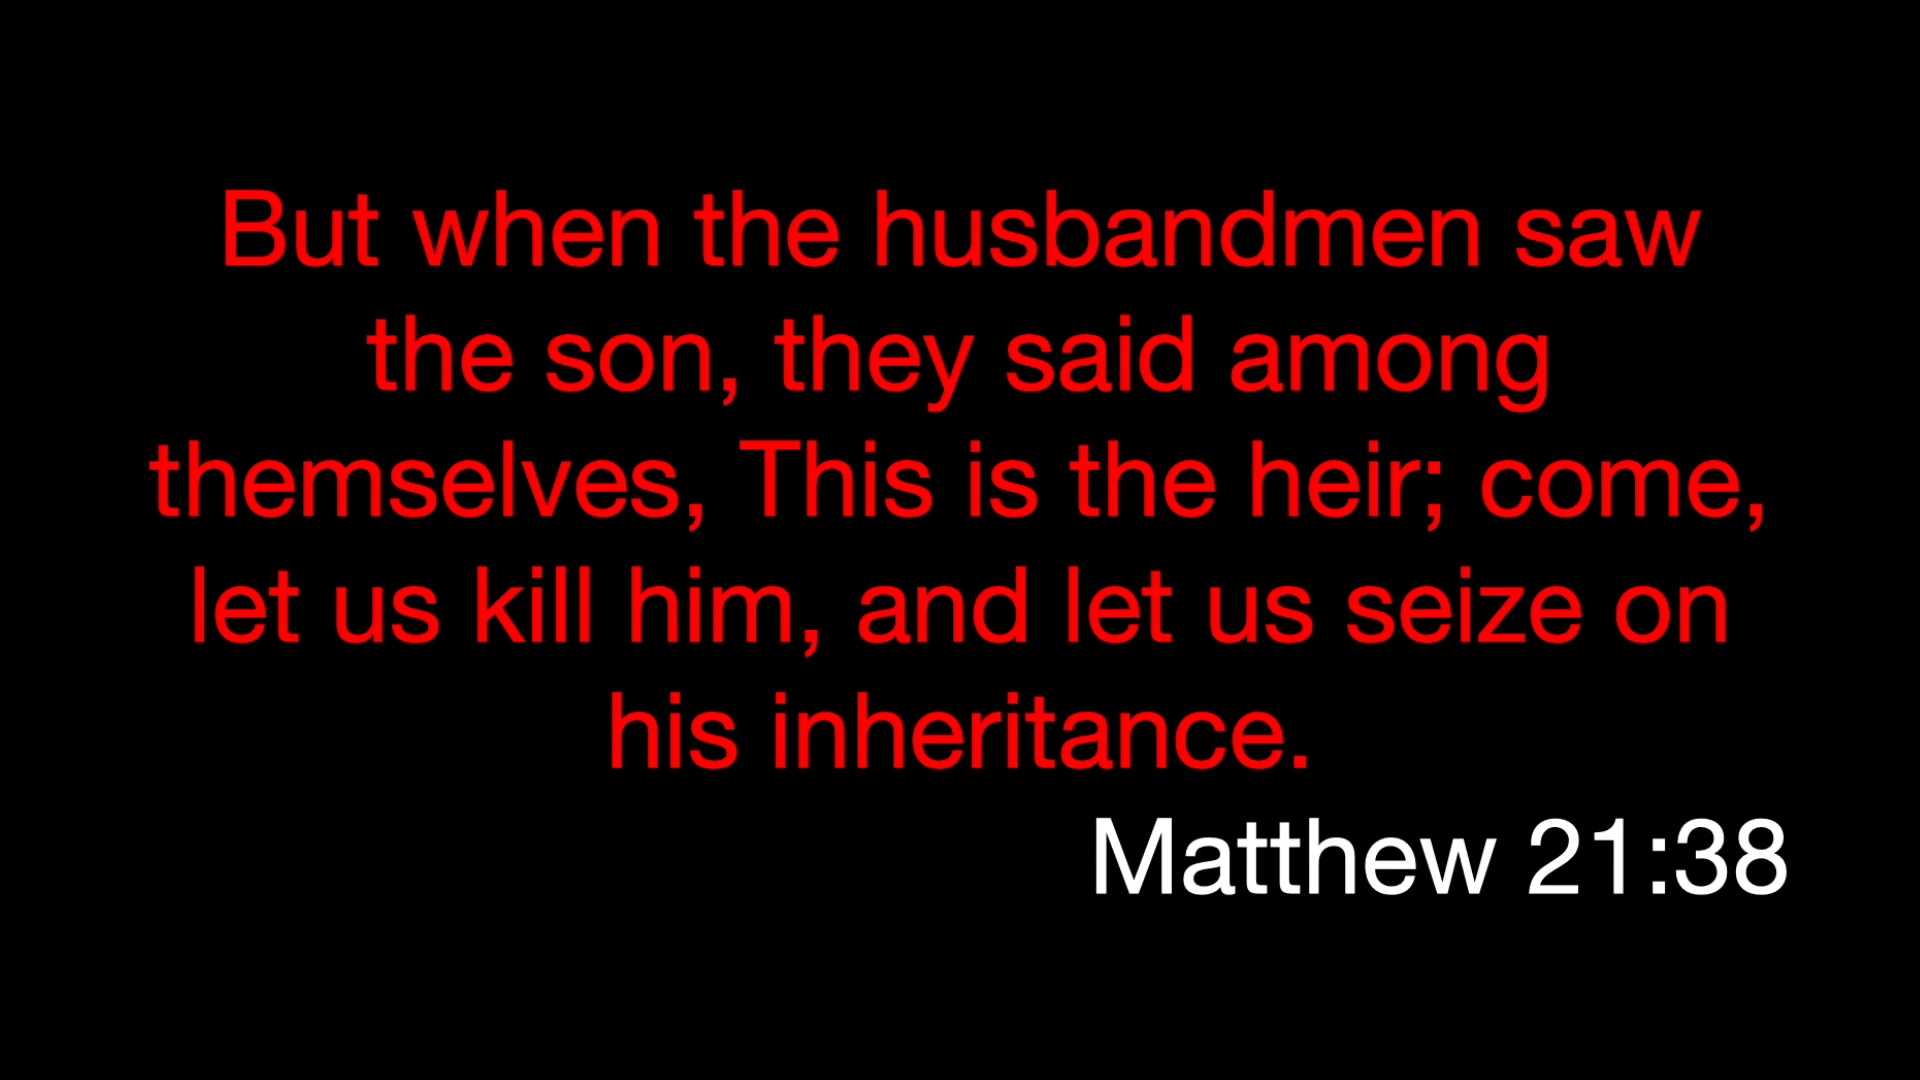 But when the husbandmen saw
the son, they said among
themselves, This is the heir; come,
let us kill him, and let us seize on
his inheritance.
Matthew 21:38